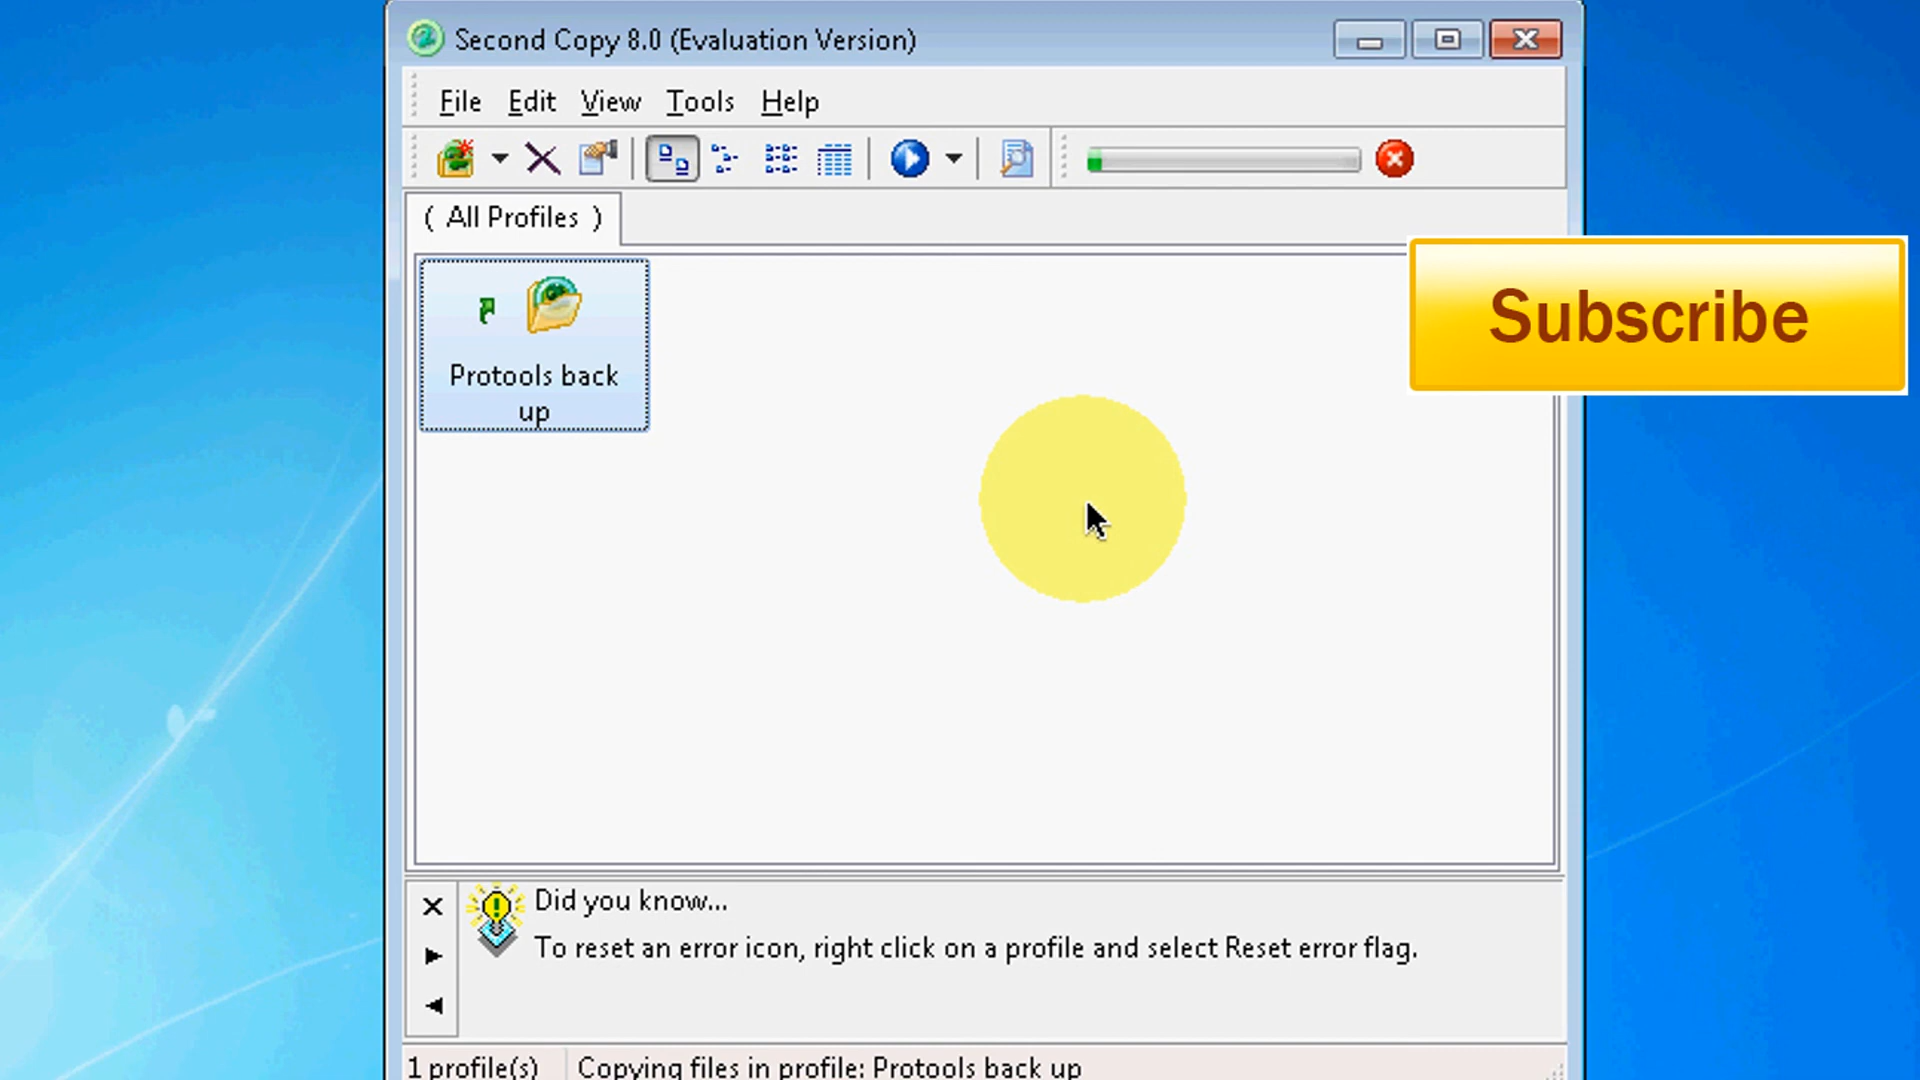 Second Copy 8.0 (Evaluation Version)
File Edit View Tools Help
( All Profiles )
Subscribe
Protools back
up
Did you know...
To reset an error icon, right click on a profile and select Reset error flag.
1 profile(s) Copying files in profile: Protools back up